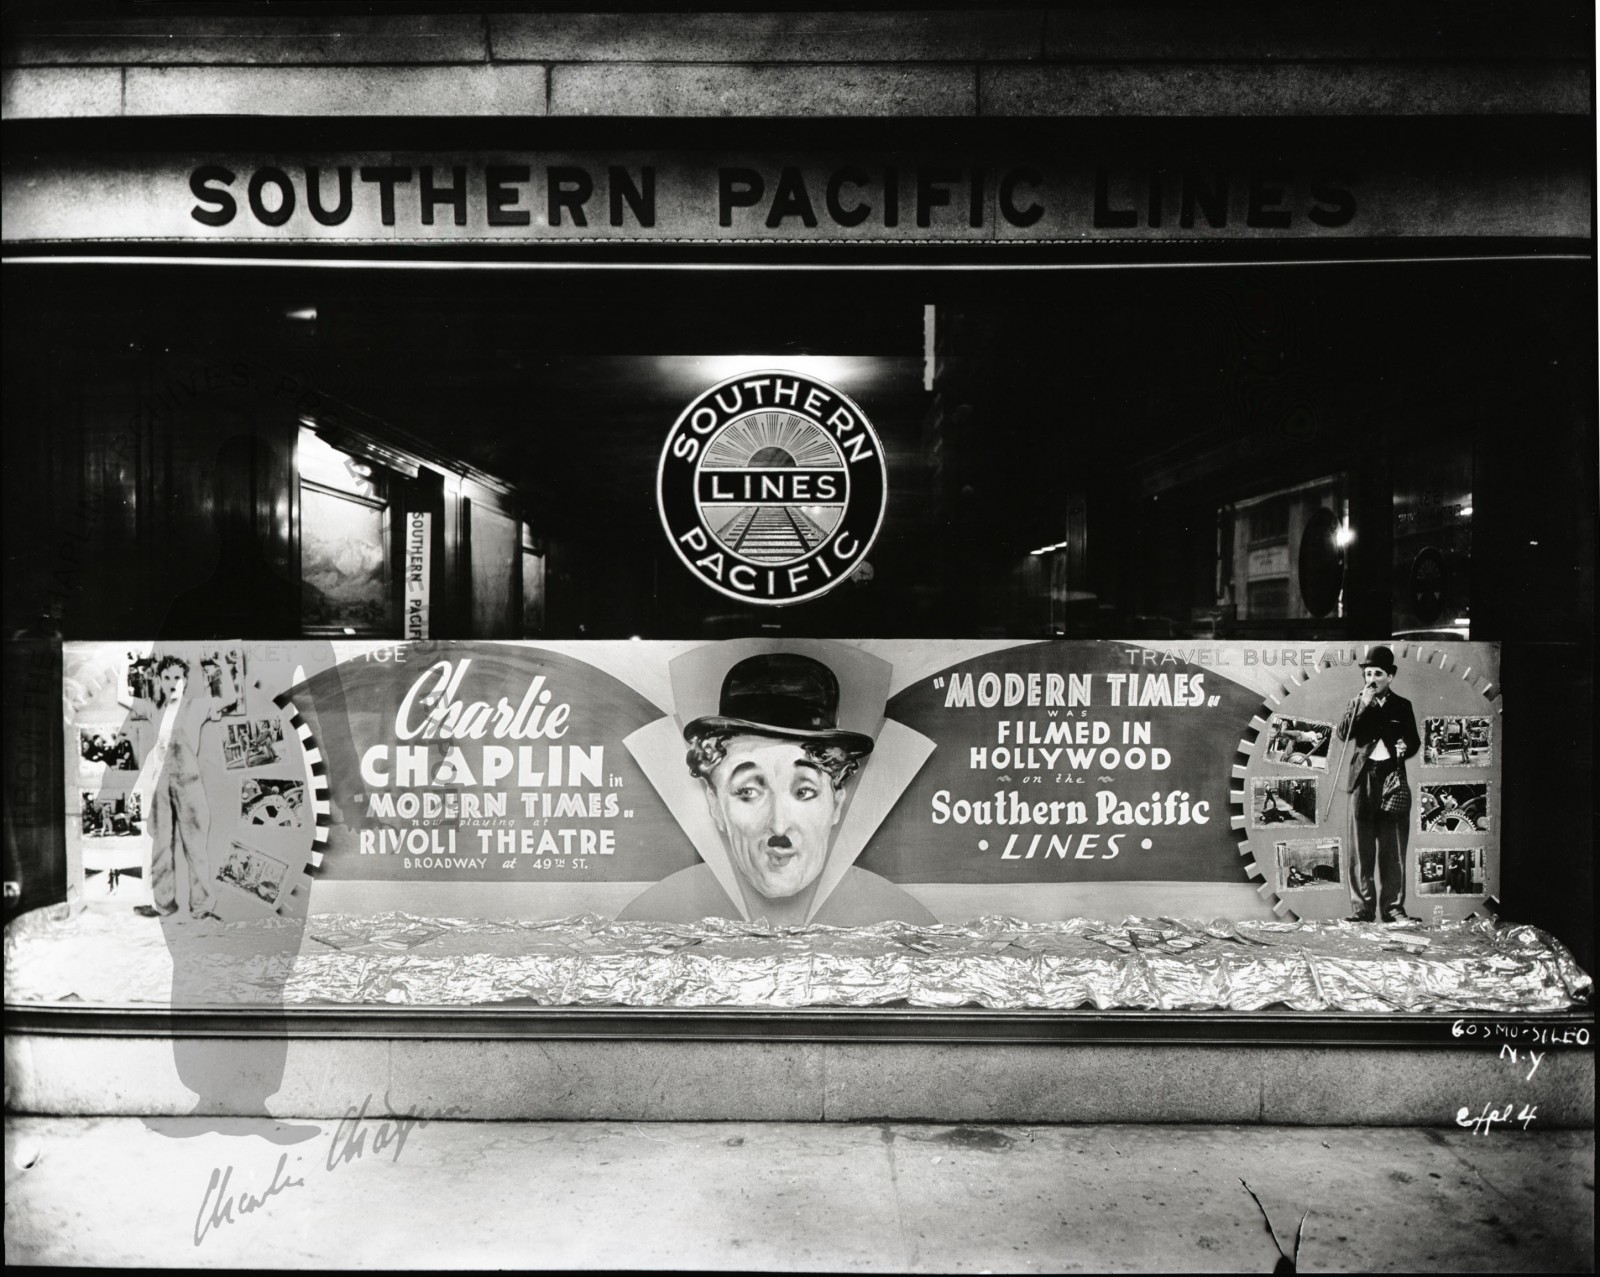 SOUTHERN PACIFIC LINES
SOUTHERN
LINES
PACIFIC
SOUTHERN PACIFIC
TRAVEL BUREAU
Charlie
CHAPLIN in
"MODERN TIMES"
now playing at
RIVOLI THEATRE
BROADWAY at 49TH ST.
"MODERN TIMES"
WAS
FILMED IN
HOLLYWOOD
on the
Southern Pacific
• LINES •
COSMO-SILEO
N.Y
Charlie Chaplin